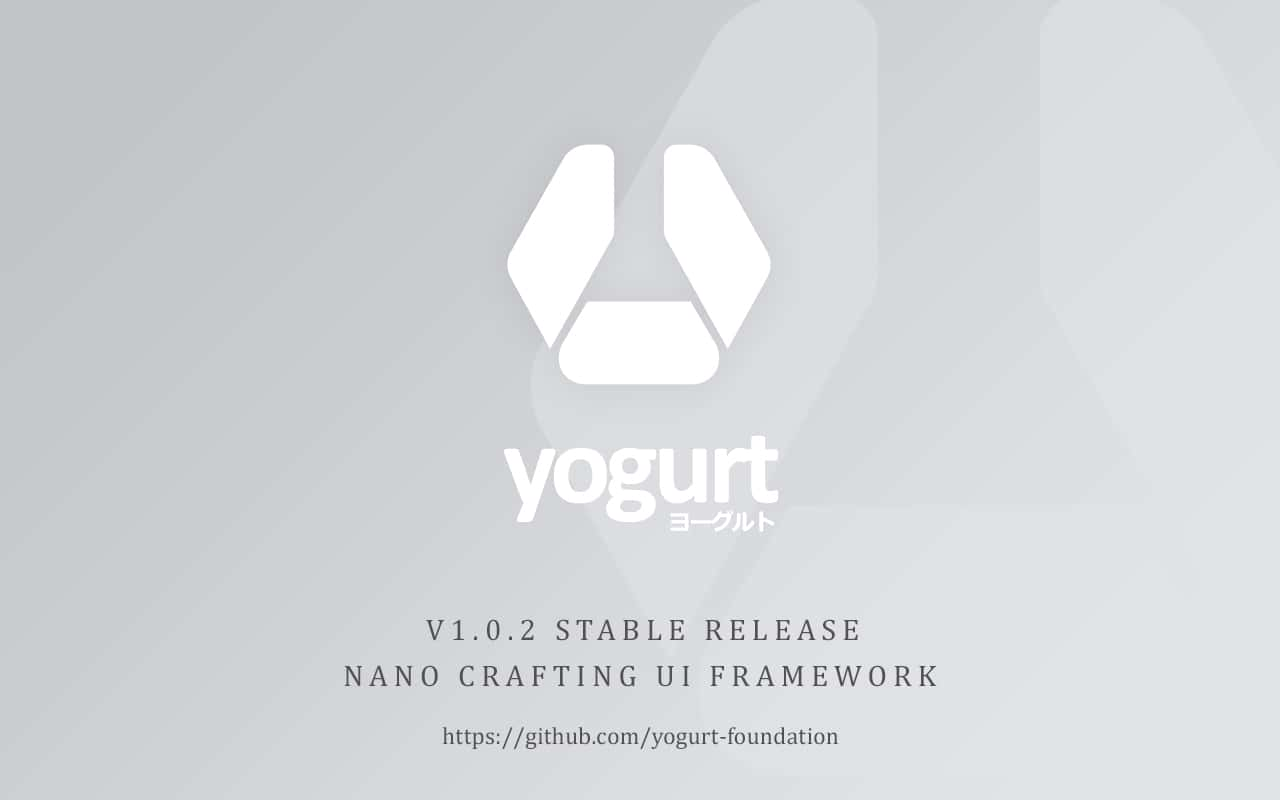 yogurt
ヨーグルト
V1.0.2 STABLE RELEASE
NANO CRAFTING UI FRAMEWORK
https://github.com/yogurt-foundation